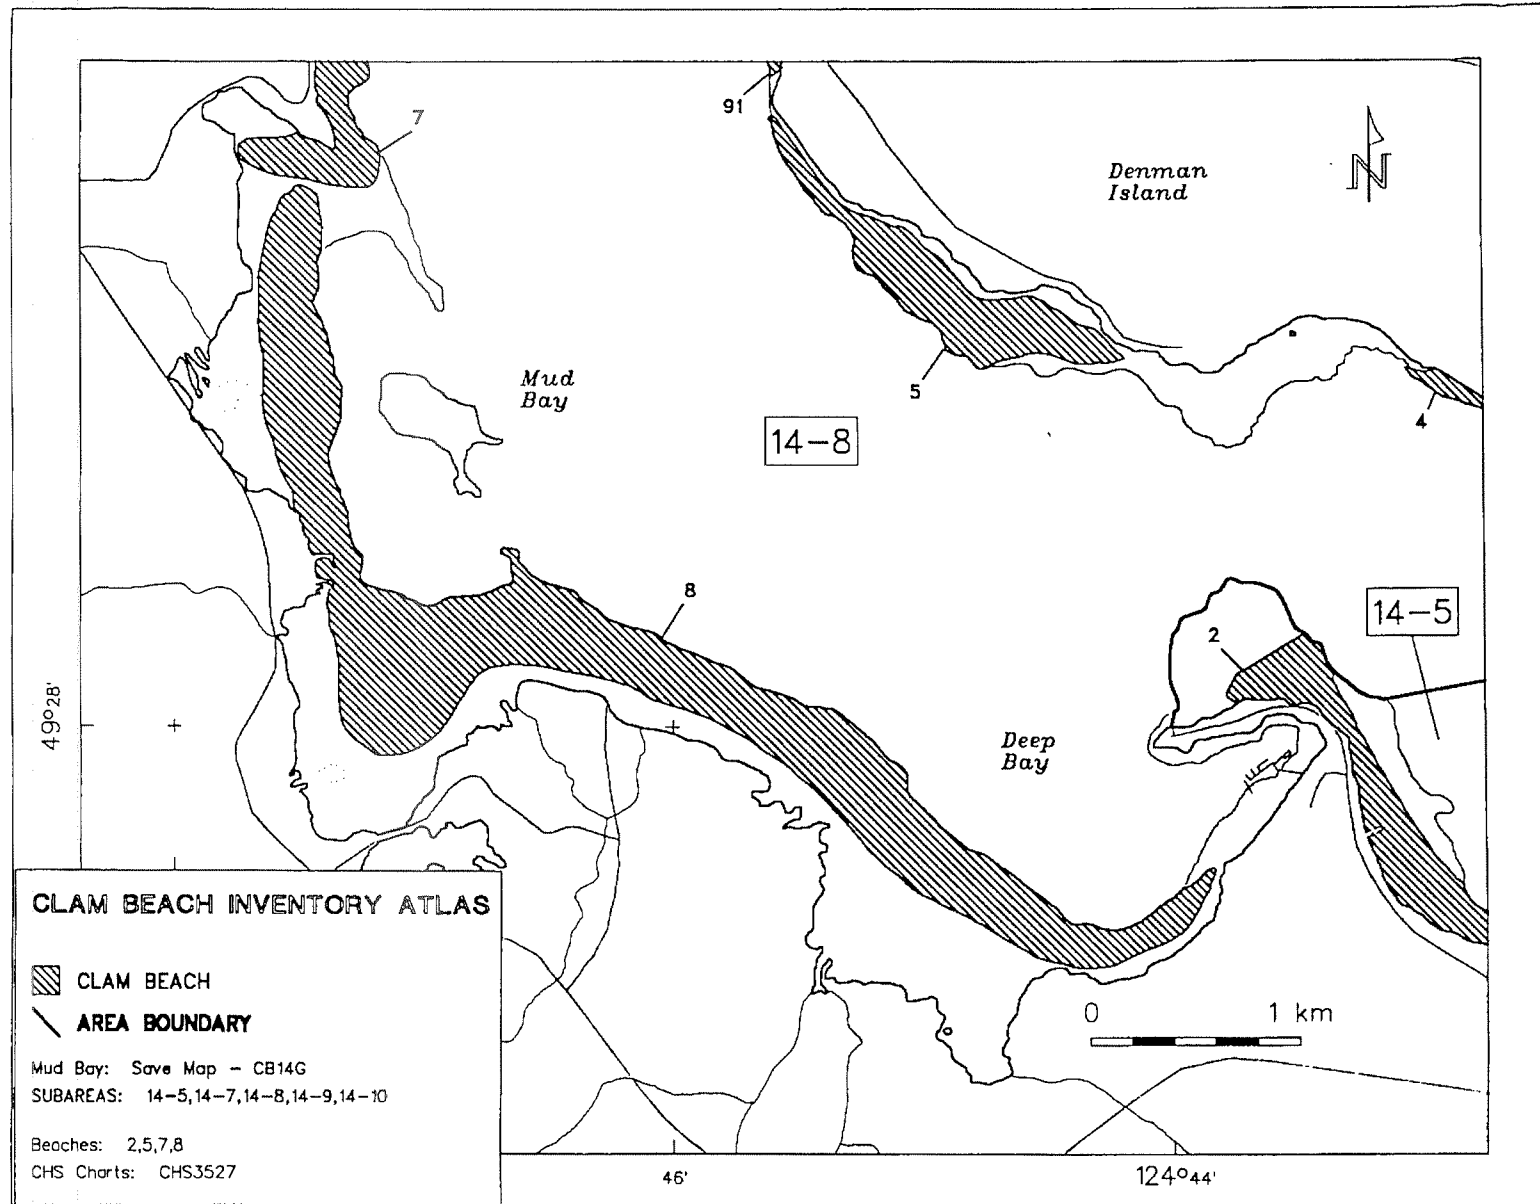 91
7
Denman
Island
N
Mud
Bay
5
4
14-8
8
14-5
2
49°28'
Deep
Bay
CLAM BEACH INVENTORY ATLAS
CLAM BEACH
AREA BOUNDARY
0 1 km
Mud Bay: Save Map - CB14G
SUBAREAS: 14-5,14-7,14-8,14-9,14-10
Beaches: 2,5,7,8
CHS Charts: CHS3527
46'
124°44'